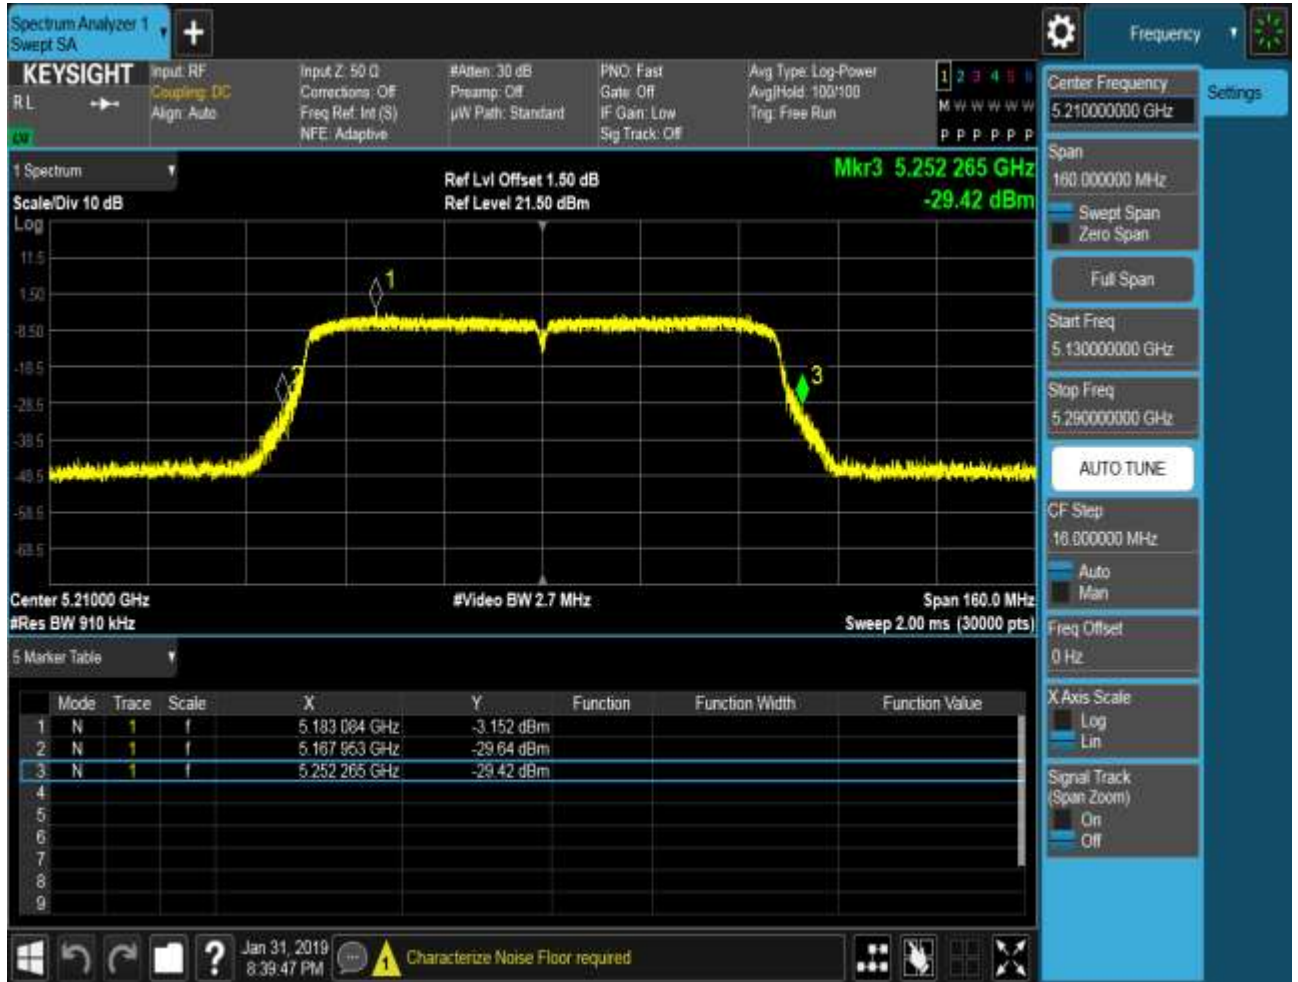 Spectrum Analyzer 1
Swept SA
+
Frequency
KEYSIGHT
R L
Input: RF
Coupling: DC
Align: Auto
Input Z: 50 Ω
Corrections: Off
Freq Ref: Int (S)
NFE: Adaptive
#Atten: 30 dB
Preamp: Off
µW Path: Standard
PNO: Fast
Gate: Off
IF Gain: Low
Sig Track: Off
Avg Type: Log-Power
Avg|Hold: 100/100
Trig: Free Run
1 2 3 4 5 6
M W W W W W
P P P P P P
1 Spectrum
Scale/Div 10 dB
Ref Lvl Offset 1.50 dB
Ref Level 21.50 dBm
Mkr3 5.252 265 GHz
-29.42 dBm
Log
11.5
1.50
-8.50
-18.5
-28.5
-38.5
-48.5
-58.5
-68.5
1
2
3
Center 5.21000 GHz
#Video BW 2.7 MHz
Span 160.0 MHz
#Res BW 910 kHz
Sweep 2.00 ms (30000 pts)
5 Marker Table
Mode Trace Scale X Y Function Function Width Function Value
1 N 1 f 5.183 084 GHz -3.152 dBm
2 N 1 f 5.167 953 GHz -29.64 dBm
3 N 1 f 5.252 265 GHz -29.42 dBm
4
5
6
7
8
9
Center Frequency
5.210000000 GHz
Settings
Span
160.000000 MHz
Swept Span
Zero Span
Full Span
Start Freq
5.130000000 GHz
Stop Freq
5.290000000 GHz
AUTO TUNE
CF Step
16.000000 MHz
Auto
Man
Freq Offset
0 Hz
X Axis Scale
Log
Lin
Signal Track
(Span Zoom)
On
Off
?
Jan 31, 2019
8:39:47 PM
1
Characterize Noise Floor required